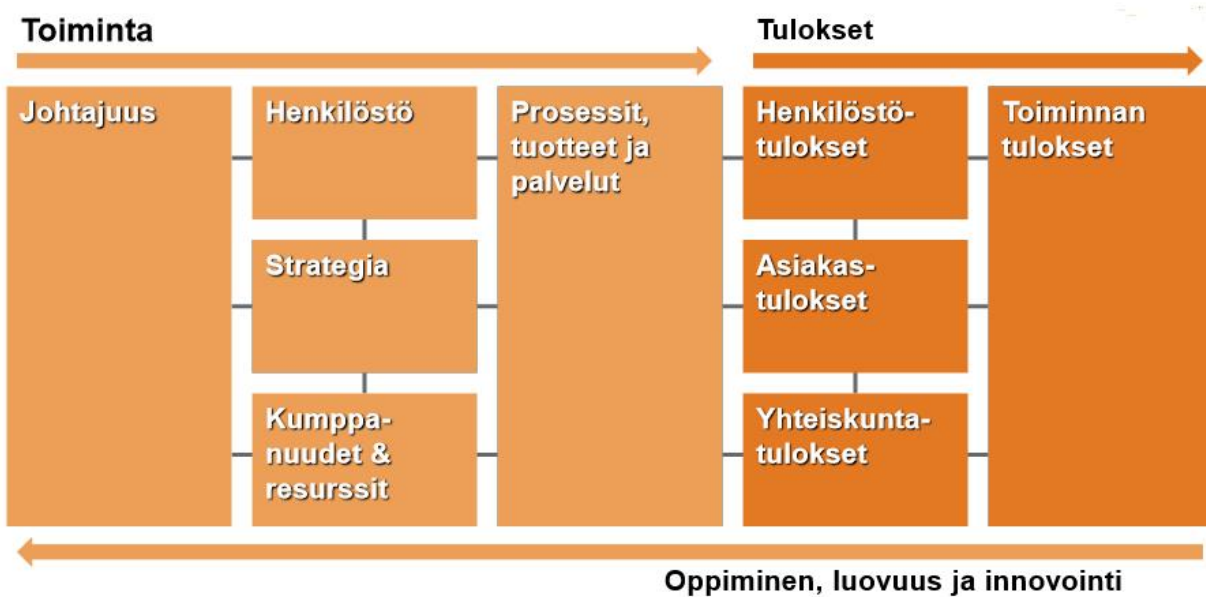 Toiminta
Tulokset
Johtajuus
Henkilöstö
Prosessit,
tuotteet ja
palvelut
Henkilöstö-
tulokset
Toiminnan
tulokset
Strategia
Asiakas-
tulokset
Kumppa-
nuudet &
resurssit
Yhteiskunta-
tulokset
Oppiminen, luovuus ja innovointi